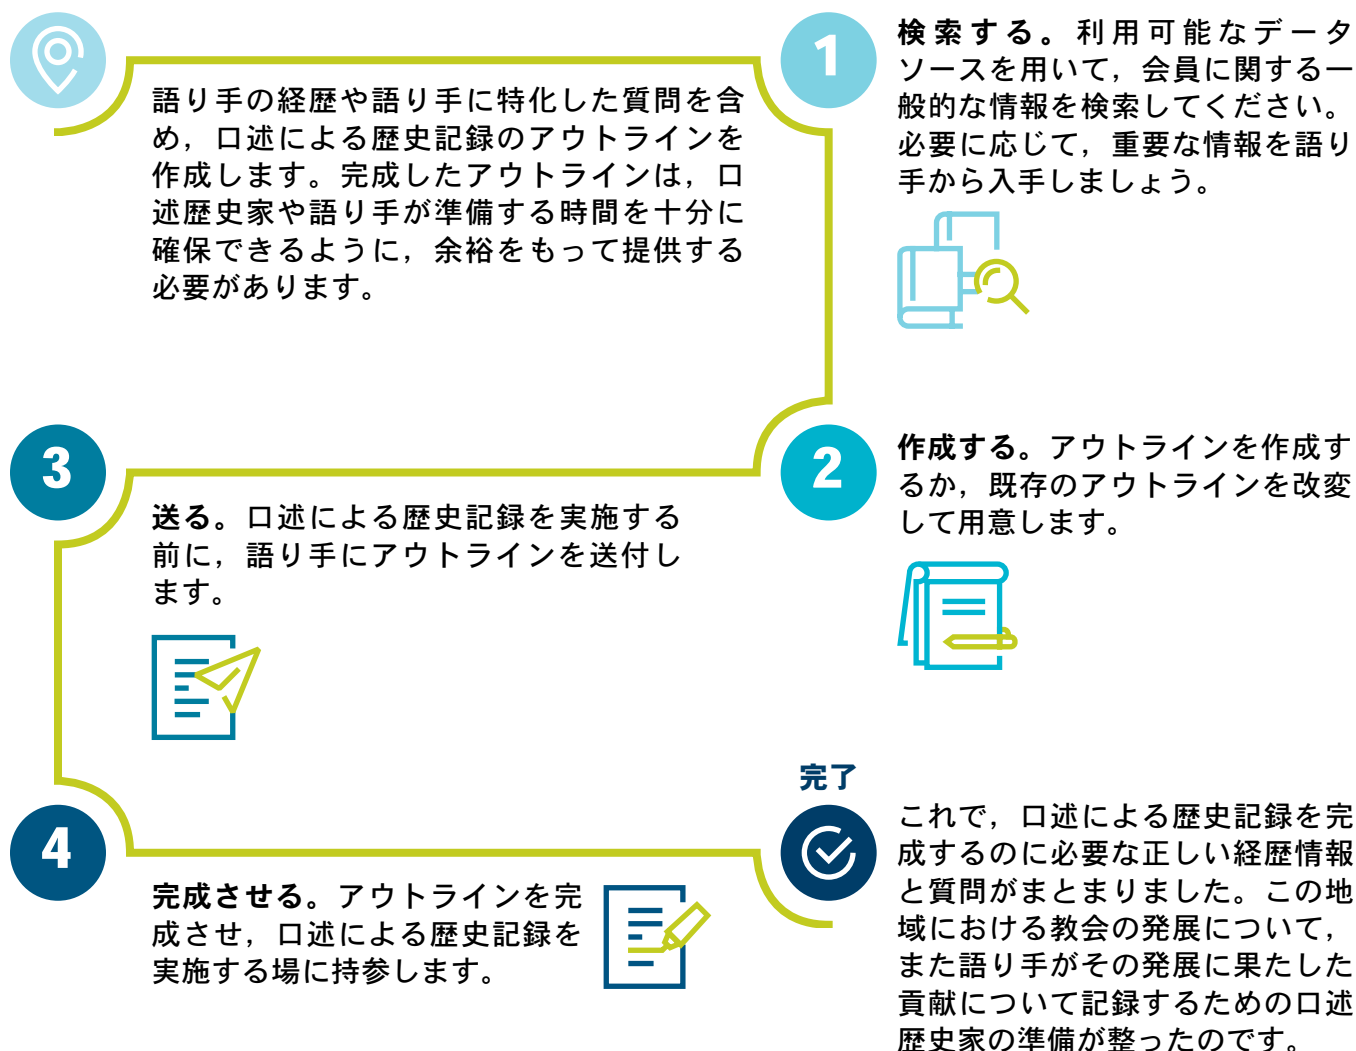 語り手の経歴や語り手に特化した質問を含
め，口述による歴史記録のアウトラインを
作成します。完成したアウトラインは，口
述歴史家や語り手が準備する時間を十分に
確保できるように，余裕をもって提供する
必要があります。
1
検索する。利用可能なデータ
ソースを用いて，会員に関する一
般的な情報を検索してください。
必要に応じて，重要な情報を語り
手から入手しましょう。
2
作成する。アウトラインを作成す
るか，既存のアウトラインを改変
して用意します。
3
送る。口述による歴史記録を実施する
前に，語り手にアウトラインを送付し
ます。
4
完成させる。アウトラインを完
成させ，口述による歴史記録を
実施する場に持参します。
完了
これで，口述による歴史記録を完
成するのに必要な正しい経歴情報
と質問がまとまりました。この地
域における教会の発展について，
また語り手がその発展に果たした
貢献について記録するための口述
歴史家の準備が整ったのです。